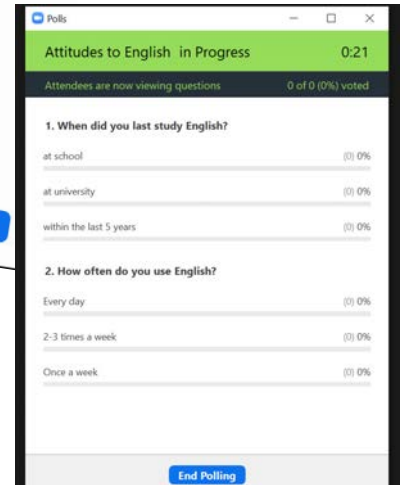 Polls
Attitudes to English in Progress 0:21
Attendees are now viewing questions 0 of 0 (0%) voted
1. When did you last study English?
at school (0) 0%
at university (0) 0%
within the last 5 years (0) 0%
2. How often do you use English?
Every day (0) 0%
2-3 times a week (0) 0%
Once a week (0) 0%
End Polling